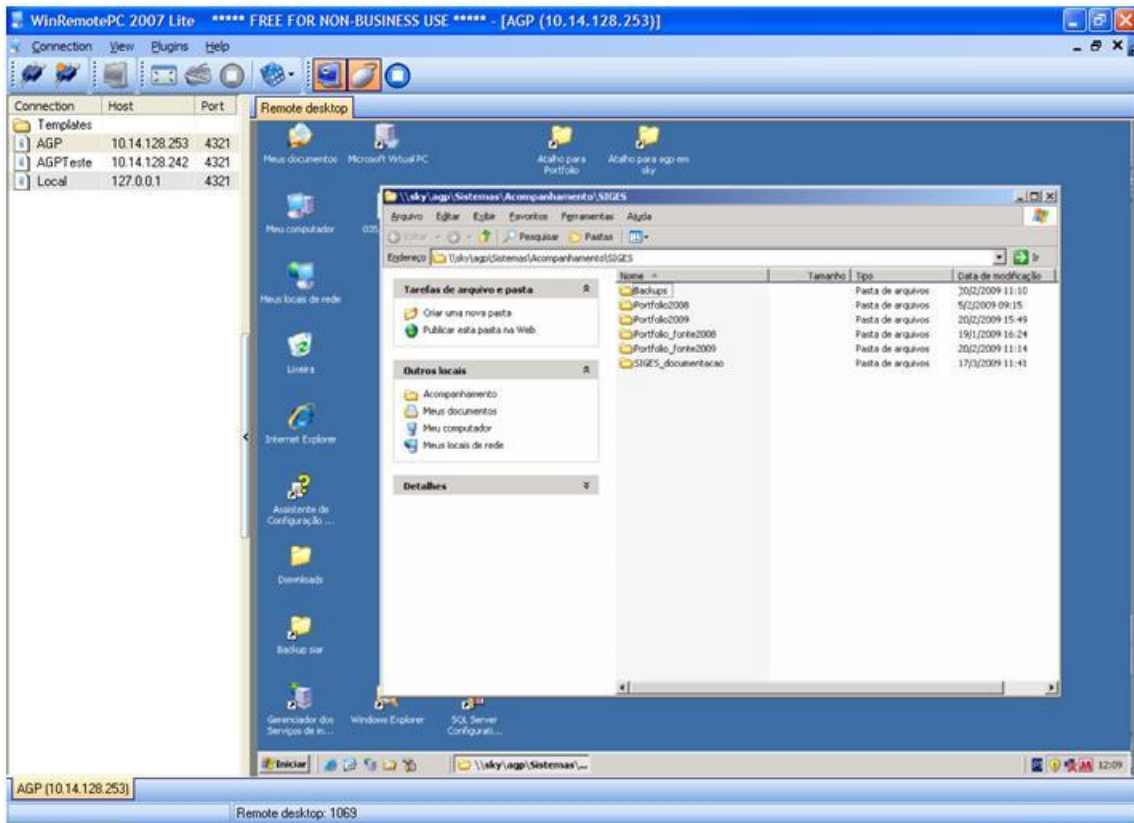 WinRemotePC 2007 Lite ***** FREE FOR NON-BUSINESS USE ***** - [AGP (10.14.128.253)]
Connection View Plugins Help
Connection Host Port
Templates
AGP 10.14.128.253 4321
AGPTeste 10.14.128.242 4321
Local 127.0.0.1 4321
Remote desktop
Meus documentos
Microsoft Virtual PC
Atalho para Portfolio
Atalho para agp em sky
Meu computador
035
Meus locais de rede
Lixeira
Internet Explorer
Assistente de Configuração ...
Downloads
Backup siar
Gerenciador dos Serviços de in...
Windows Explorer
SQL Server Configurati...
\\sky\agp\Sistemas\Acompanhamento\SIGES
Arquivo Editar Exibir Favoritos Ferramentas Ajuda
Voltar Pesquisar Pastas
Endereço \\sky\agp\Sistemas\Acompanhamento\SIGES Ir
Tarefas de arquivo e pasta
Criar uma nova pasta
Publicar esta pasta na Web
Outros locais
Acompanhamento
Meus documentos
Meu computador
Meus locais de rede
Detalhes
Nome Tamanho Tipo Data de modificação
Backups Pasta de arquivos 11:10
Portfolio2008 Pasta de arquivos 5/2/2009 09:15
Portfolio2009 Pasta de arquivos 20/2/2009 15:49
Portfolio_fonte2008 Pasta de arquivos 19/1/2009 16:24
Portfolio_fonte2009 Pasta de arquivos 20/2/2009 11:14
SIGES_documentacao Pasta de arquivos 17/3/2009 11:41
Iniciar
\\sky\agp\Sistemas\...
12:09
AGP (10.14.128.253)
Remote desktop: 1069